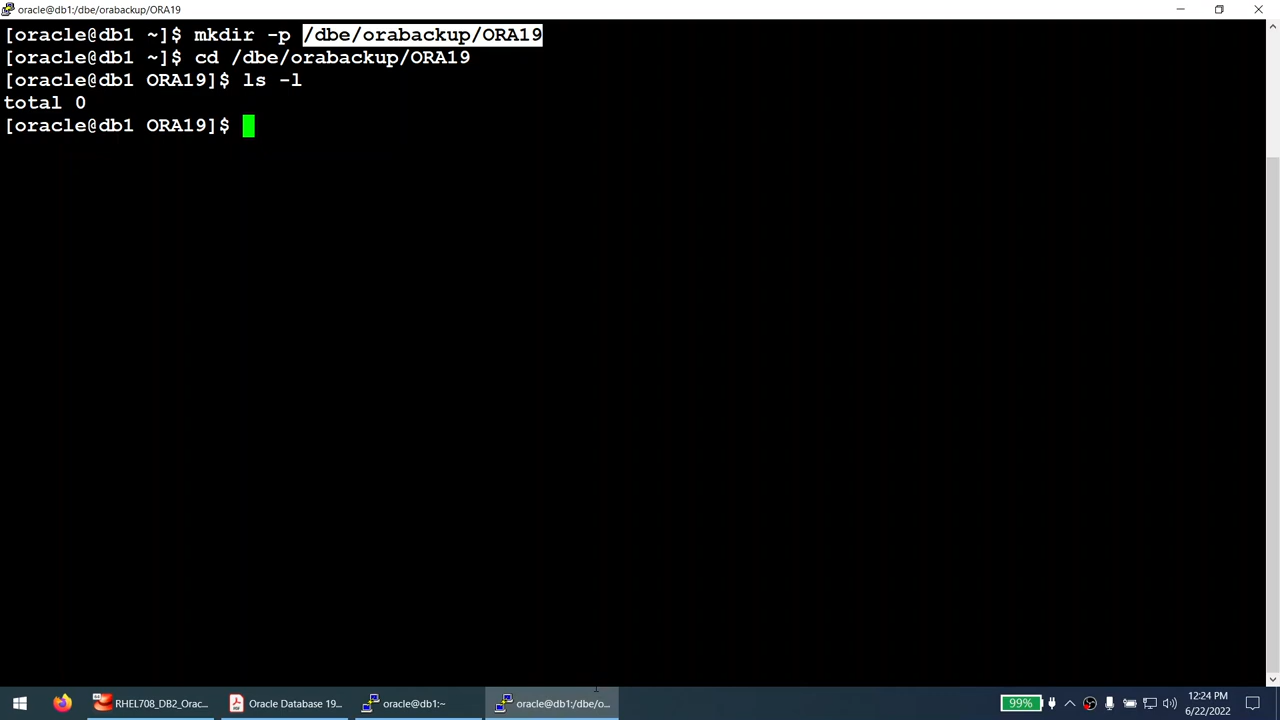 oracle@db1:/dbe/orabackup/ORA19
[oracle@db1 ~]$ mkdir -p /dbe/orabackup/ORA19
[oracle@db1 ~]$ cd /dbe/orabackup/ORA19
[oracle@db1 ORA19]$ ls -l
total 0
[oracle@db1 ORA19]$
RHEL708_DB2_Orac...
Oracle Database 19...
oracle@db1:~
oracle@db1:/dbe/o...
99%
12:24 PM
6/22/2022